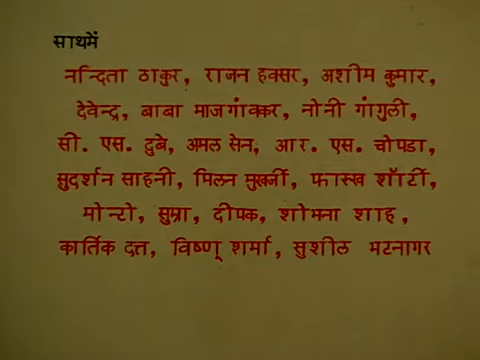 साथमें
नन्दिता ठाकुर, राजन हक्सर, अशीम कुमार,
देवेन्द्र, बाबा माजगांवकर, नोनी गांगुली,
सी. एस. दुबे, अमल सेन, आर. एस. चोपडा,
सुदर्शन साहनी, मिलन मुखर्जी, फारूख शॉर्टी,
मोन्टो, सुम्रा, दीपक, शोभना शाह,
कार्तिक दत्त, विष्णू शर्मा, सुशील भटनागर